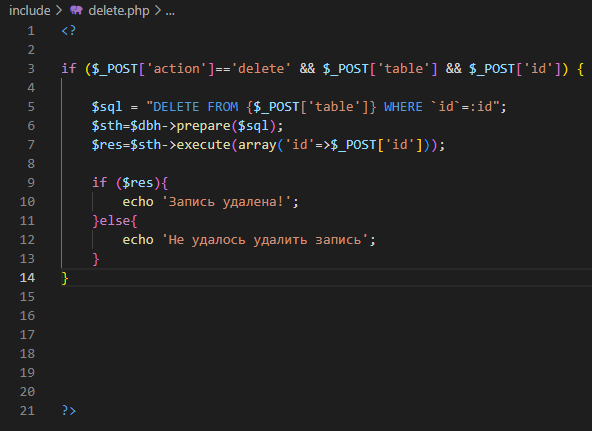 include > delete.php > ...
1 <?
2
3 if ($_POST['action']=='delete' && $_POST['table'] && $_POST['id']) {
4
5 $sql = "DELETE FROM {$_POST['table']} WHERE `id`=:id";
6 $sth=$dbh->prepare($sql);
7 $res=$sth->execute(array('id'=>$_POST['id']));
8
9 if ($res){
10 echo 'Запись удалена!';
11 }else{
12 echo 'Не удалось удалить запись';
13 }
14 }
15
16
17
18
19
20
21 ?>